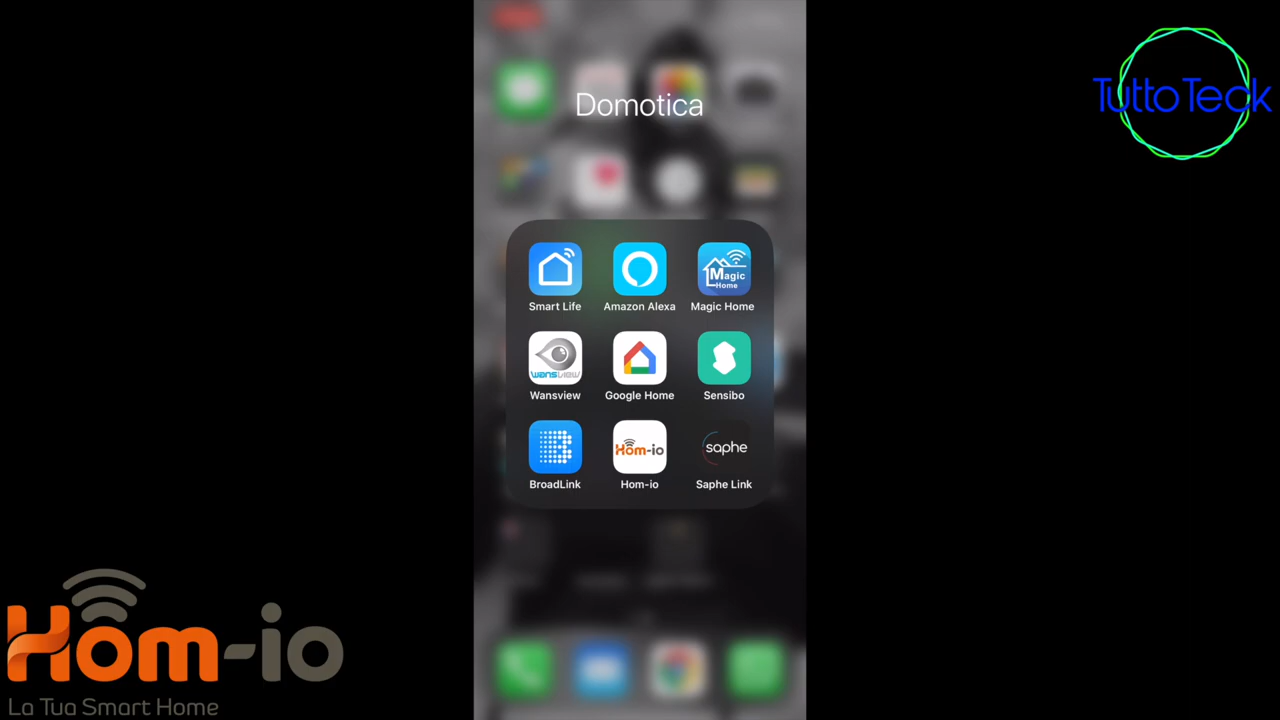 Domotica
TuttoTeck
Smart Life
Amazon Alexa
Magic Home
Magic Home
Wansview
wansview
Google Home
Sensibo
B
BroadLink
Hom-io
Hom-io
saphe
Saphe Link
Hom-io
La Tua Smart Home